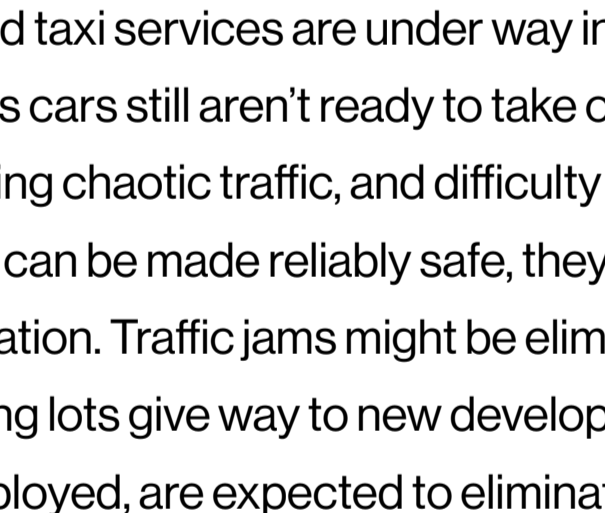 d taxi services are under way in
s cars still aren't ready to take o
ing chaotic traffic, and difficulty
can be made reliably safe, they
ation. Traffic jams might be elim
ng lots give way to new develop
ployed, are expected to elimina